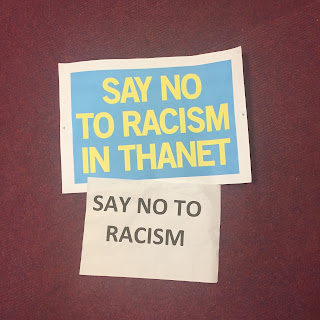 SAY NO
TO RACISM
IN THANET
SAY NO TO
RACISM